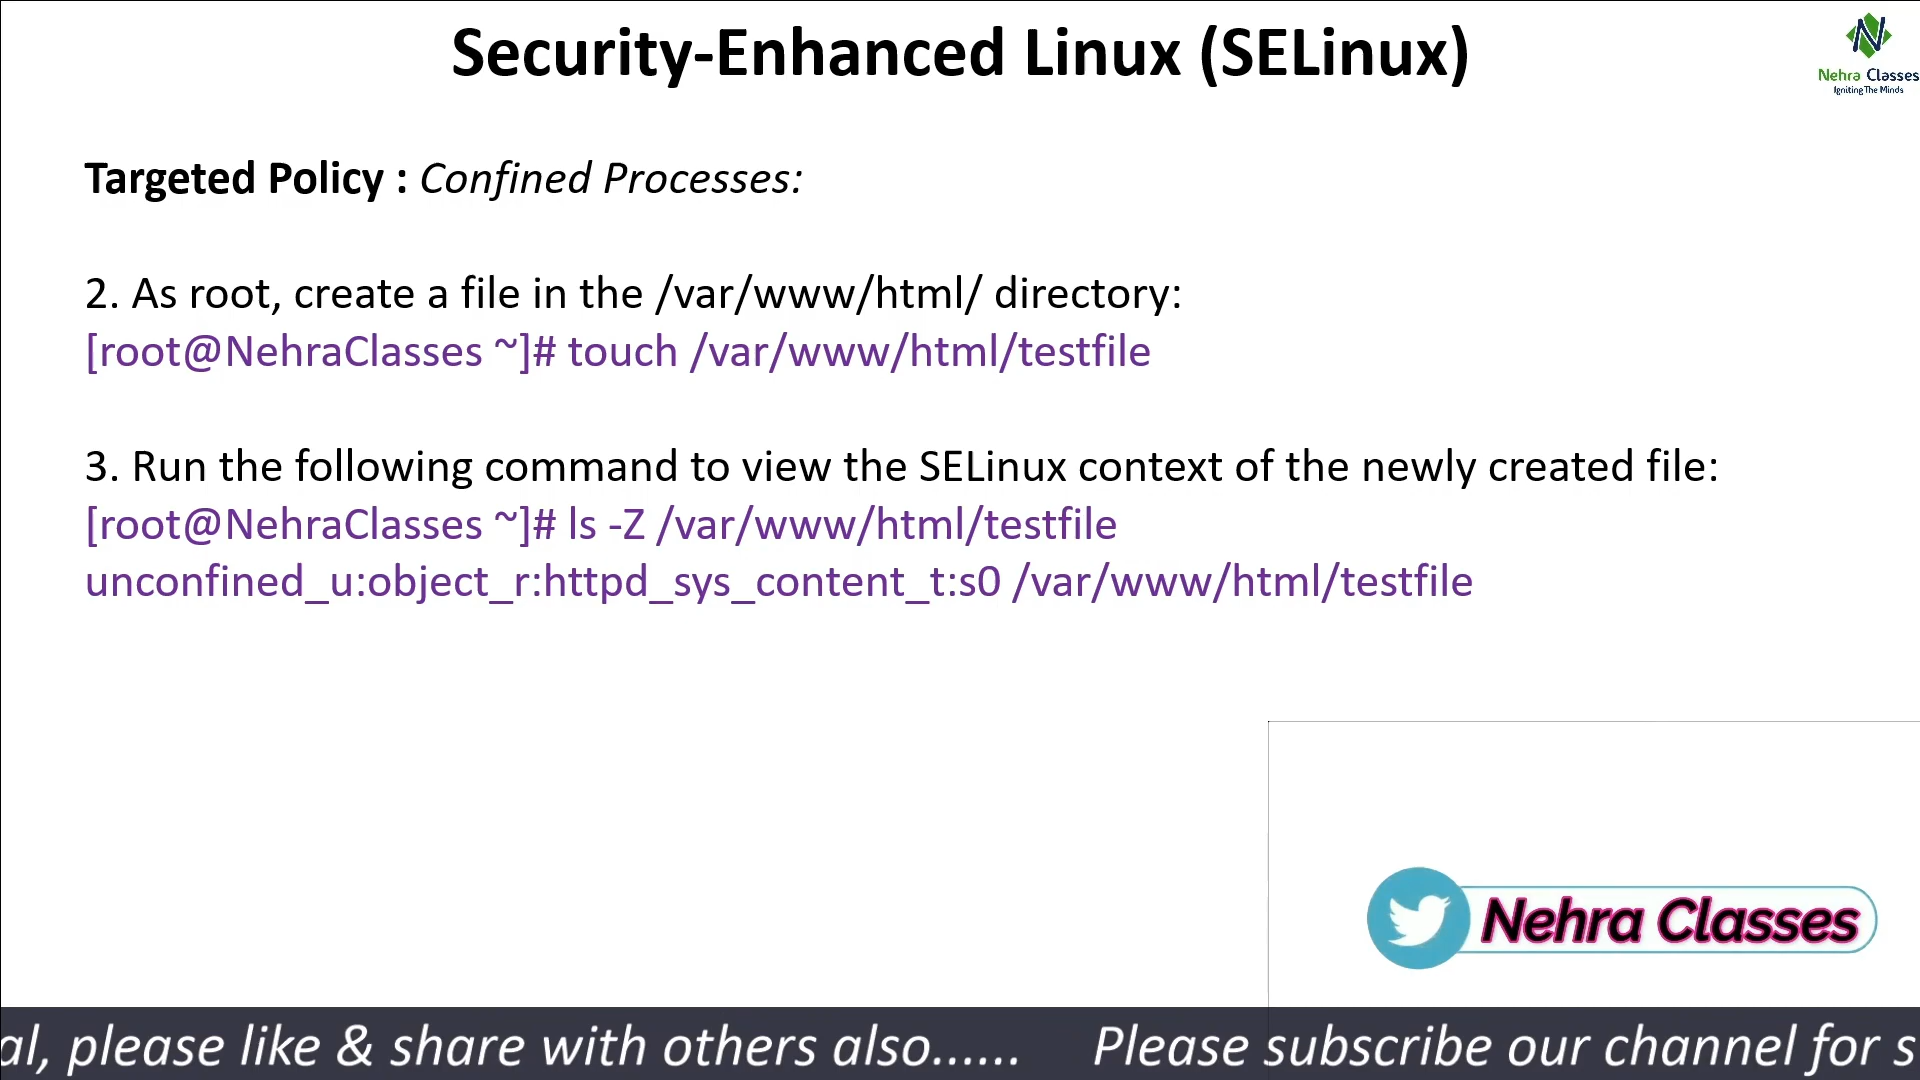 Security-Enhanced Linux (SELinux)
Nehra Classes
Igniting The Minds
Targeted Policy : Confined Processes:
2. As root, create a file in the /var/www/html/ directory:
[root@NehraClasses ~]# touch /var/www/html/testfile
3. Run the following command to view the SELinux context of the newly created file:
[root@NehraClasses ~]# ls -Z /var/www/html/testfile
unconfined_u:object_r:httpd_sys_content_t:s0 /var/www/html/testfile
Nehra Classes
al, please like & share with others also...... Please subscribe our channel for s